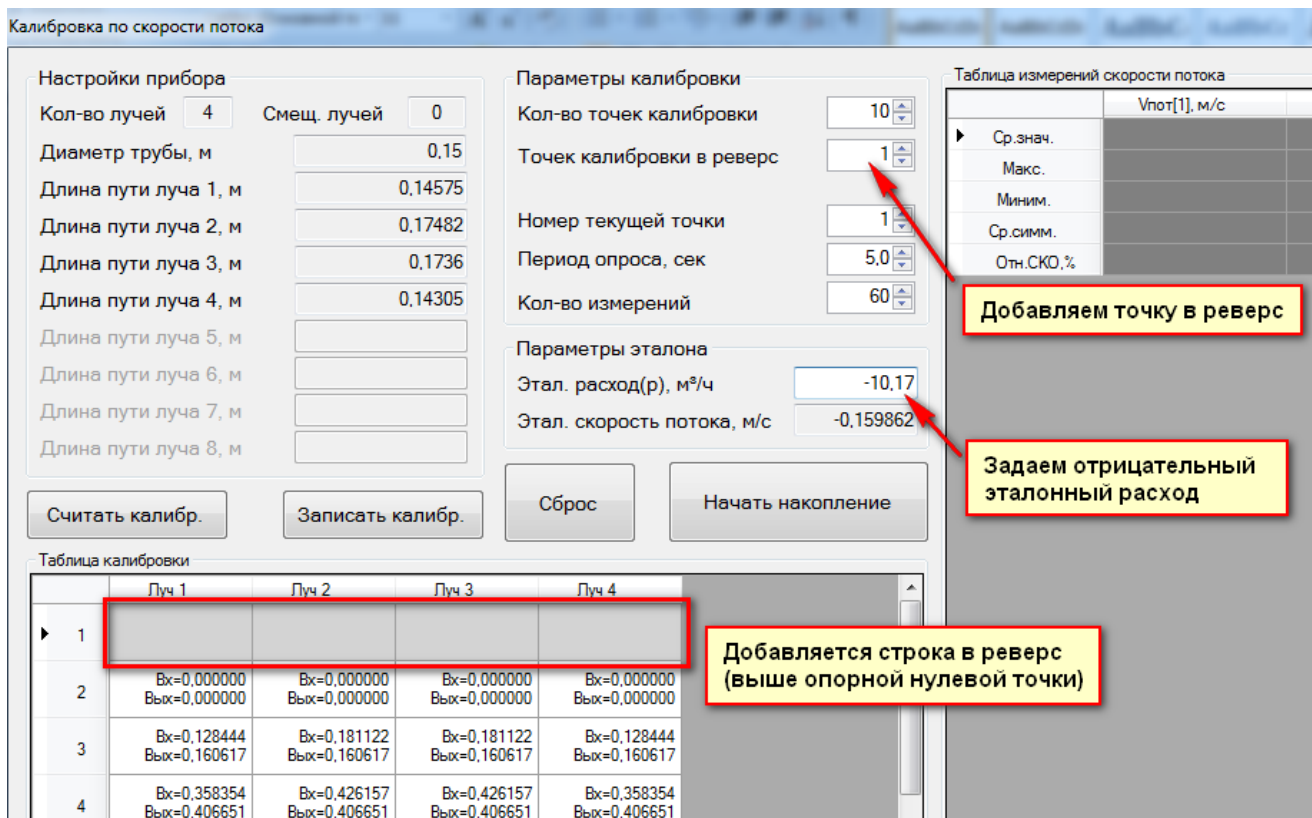 Калибровка по скорости потока
Настройки прибора
Кол-во лучей 4 Смещ. лучей 0
Диаметр трубы, м 0,15
Длина пути луча 1, м 0,14575
Длина пути луча 2, м 0,17482
Длина пути луча 3, м 0,1736
Длина пути луча 4, м 0,14305
Длина пути луча 5, м
Длина пути луча 6, м
Длина пути луча 7, м
Длина пути луча 8, м
Считать калибр. Записать калибр.
Параметры калибровки
Кол-во точек калибровки 10
Точек калибровки в реверс 1
Номер текущей точки 1
Период опроса, сек 5,0
Кол-во измерений 60
Параметры эталона
Этал. расход(р), м³/ч -10,17
Этал. скорость потока, м/с -0,159862
Сброс Начать накопление
Таблица измерений скорости потока
Vпот[1], м/с
Ср.знач.
Макс.
Миним.
Ср.симм.
Отн.СКО,%
Добавляем точку в реверс
Задаем отрицательный
эталонный расход
Таблица калибровки
Луч 1 Луч 2 Луч 3 Луч 4
1
Добавляется строка в реверс
(выше опорной нулевой точки)
2
Вх=0,000000 Вх=0,000000 Вх=0,000000 Вх=0,000000
Вых=0,000000 Вых=0,000000 Вых=0,000000 Вых=0,000000
3
Вх=0,128444 Вх=0,181122 Вх=0,181122 Вх=0,128444
Вых=0,160617 Вых=0,160617 Вых=0,160617 Вых=0,160617
4
Вх=0,358354 Вх=0,426157 Вх=0,426157 Вх=0,358354
Вых=0,406651 Вых=0,406651 Вых=0,406651 Вых=0,406651